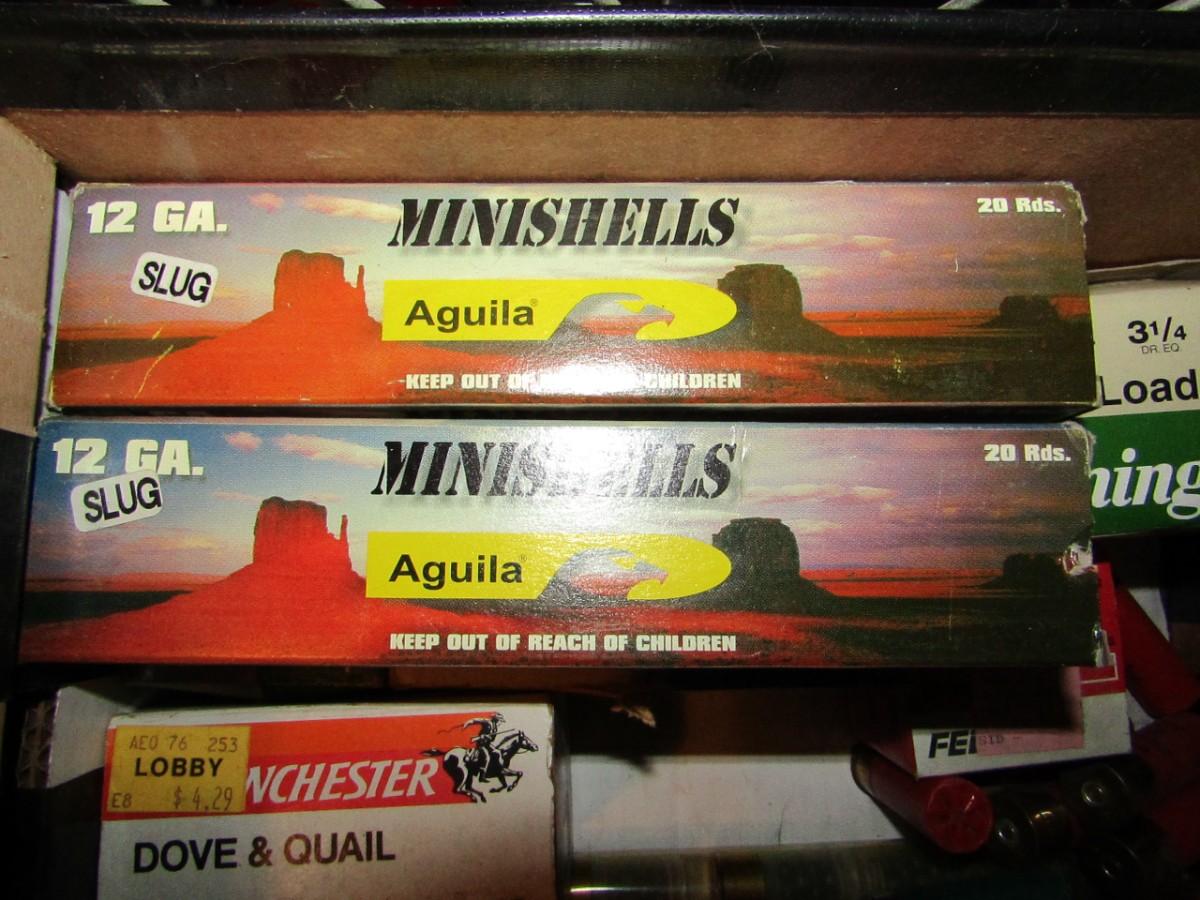 12 GA.
MINISHELLS
20 Rds.
SLUG
Aguila®
KEEP OUT OF CHILDREN
3 1/4
DR. EQ.
Load
12 GA.
MINISHELLS
20 Rds.
SLUG
Aguila®
KEEP OUT OF REACH OF CHILDREN
ning
AEO 76 253
LOBBY
E8 $4.29
NCHESTER
DOVE & QUAIL
FE